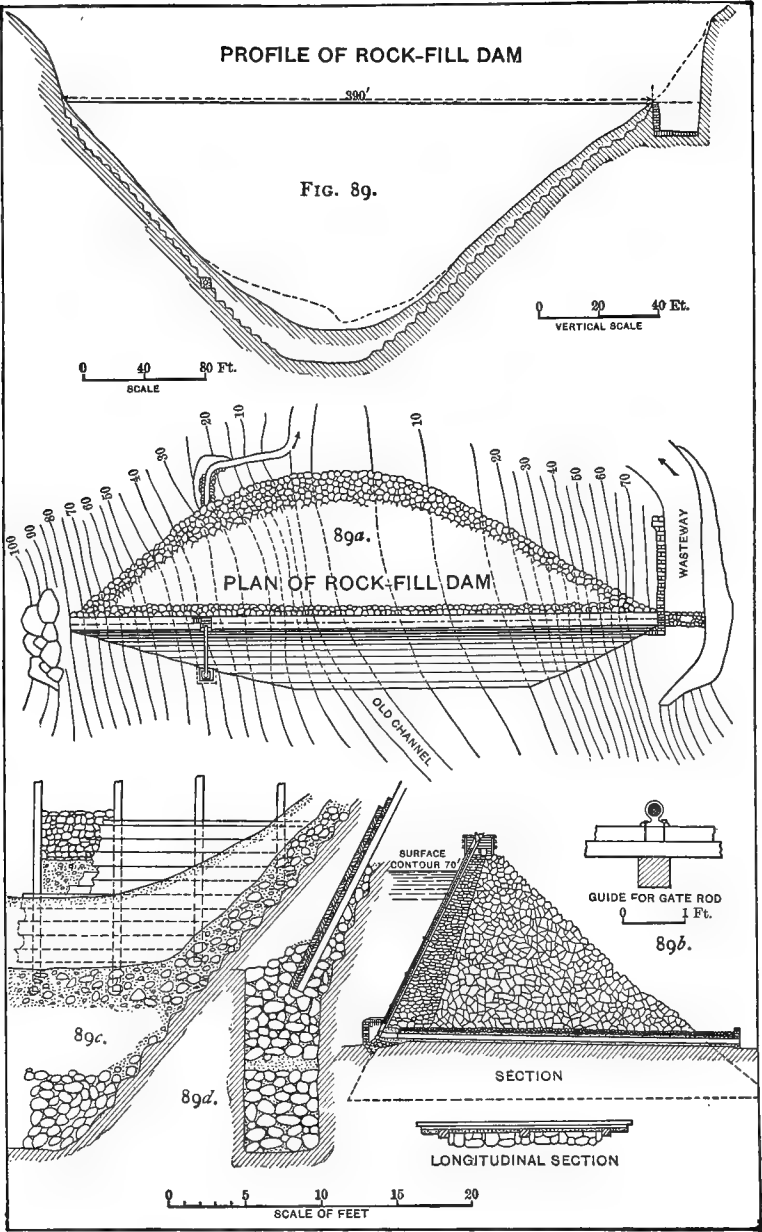 PROFILE OF ROCK-FILL DAM
390'
FIG. 89.
0 20 40 Ft.
VERTICAL SCALE
0 40 80 Ft.
SCALE
20
10
10
30
40
50
60
70
80
90
100
20
30
40
50
60
70
89a.
PLAN OF ROCK-FILL DAM
WASTEWAY
OLD CHANNEL
SURFACE
CONTOUR 70'
GUIDE FOR GATE ROD
0 1 Ft.
89b.
89c.
89d.
SECTION
LONGITUDINAL SECTION
0 5 10 15 20
SCALE OF FEET